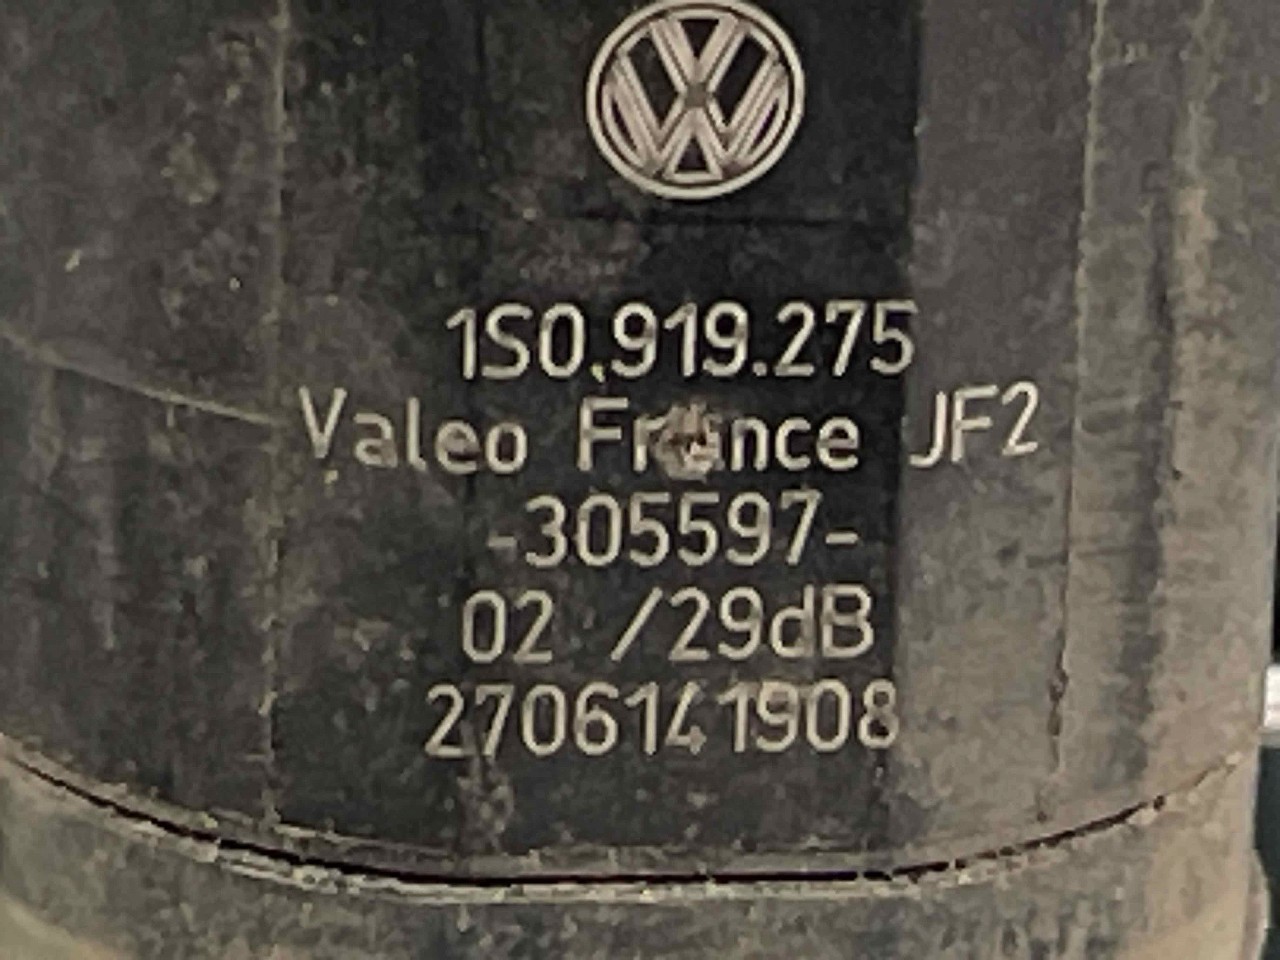 1S0.919.275
Valeo France JF2
-305597-
02 /29dB
2706141908